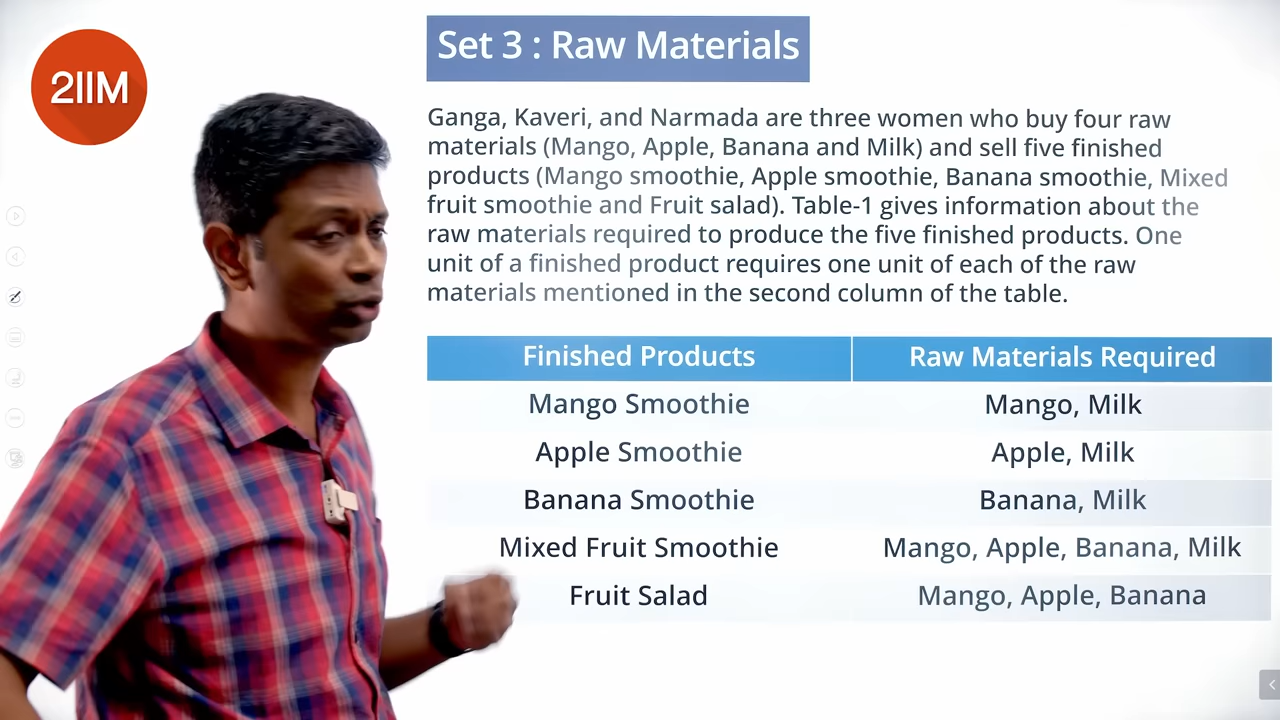 2IIM
Set 3 : Raw Materials
Ganga, Kaveri, and Narmada are three women who buy four raw
materials (Mango, Apple, Banana and Milk) and sell five finished
products (Mango smoothie, Apple smoothie, Banana smoothie, Mixed
fruit smoothie and Fruit salad). Table-1 gives information about the
raw materials required to produce the five finished products. One
unit of a finished product requires one unit of each of the raw
materials mentioned in the second column of the table.
Finished Products Raw Materials Required
Mango Smoothie Mango, Milk
Apple Smoothie Apple, Milk
Banana Smoothie Banana, Milk
Mixed Fruit Smoothie Mango, Apple, Banana, Milk
Fruit Salad Mango, Apple, Banana